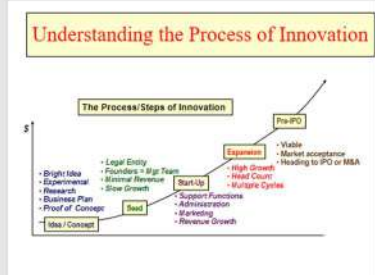 Understanding the Process of Innovation
The Process/Steps of Innovation
$
• Bright Idea
• Experimental
• Research
• Business Plan
• Proof of Concept
Idea / Concept
• Legal Entity
• Founders = Mgt Team
• Minimal Revenue
• Slow Growth
Seed
Start-Up
• Support Functions
• Administration
• Marketing
• Revenue Growth
Expansion
• High Growth
• Head Count
• Multiple Cycles
Pre-IPO
• Viable
• Market acceptance
• Heading to IPO or M&A